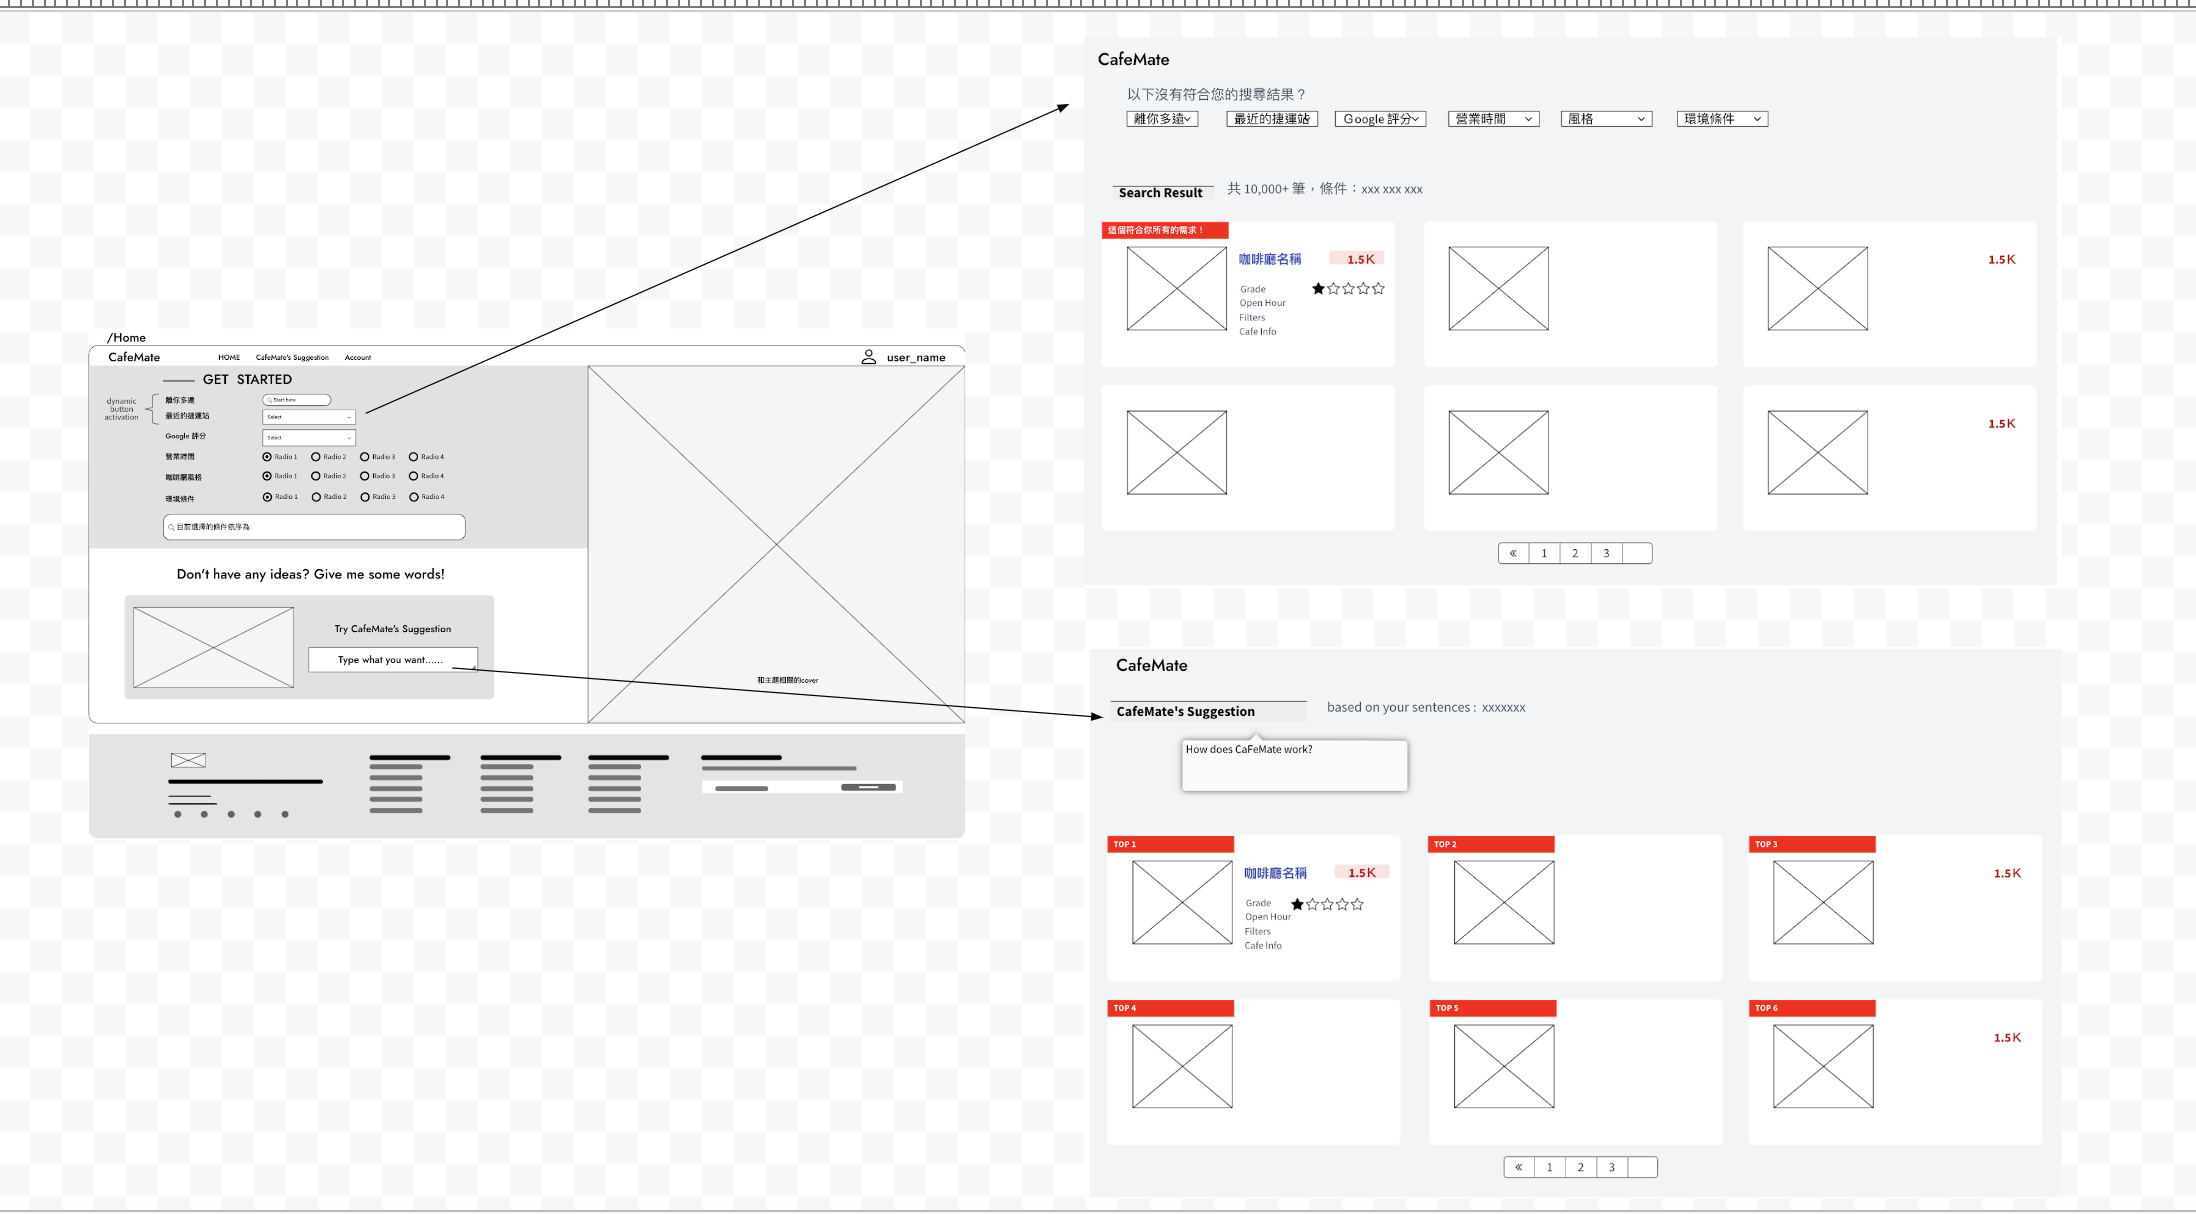 /Home
CafeMate
HOME
CafeMate's Suggestion
Account
user_name
GET STARTED
dynamic
button
activation
離你多遠
Start here
最近的捷運站
Select
Google 評分
Select
營業時間
Radio 1
Radio 2
Radio 3
Radio 4
咖啡廳風格
Radio 1
Radio 2
Radio 3
Radio 4
環境條件
Radio 1
Radio 2
Radio 3
Radio 4
目前選擇的條件依序為:
Don't have any ideas? Give me some words!
Try CafeMate's Suggestion
Type what you want......
和主題相關的cover
CafeMate
以下沒有符合您的搜尋結果？
離你多遠
最近的捷運站
Google 評分
營業時間
風格
環境條件
Search Result
共 10,000+ 筆，條件：xxx xxx xxx
這個符合你所有的需求！
咖啡廳名稱
1.5K
Grade
Open Hour
Filters
Cafe Info
1.5K
1.5K
« 1 2 3
CafeMate
CafeMate's Suggestion
based on your sentences : xxxxxxx
How does CaFeMate work?
TOP 1
咖啡廳名稱
1.5K
Grade
Open Hour
Filters
Cafe Info
TOP 2
TOP 3
1.5K
TOP 4
TOP 5
TOP 6
1.5K
« 1 2 3